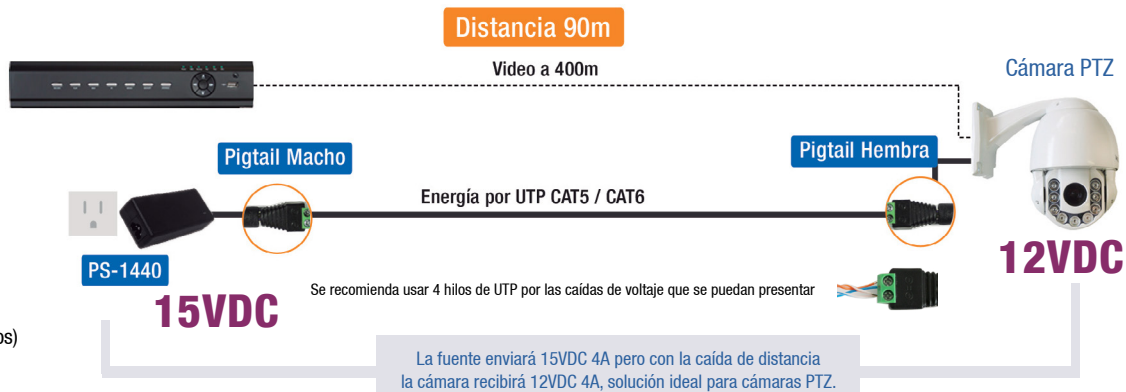 Distancia 90m
Video a 400m
Cámara PTZ
Pigtail Macho
Pigtail Hembra
Energía por UTP CAT5 / CAT6
PS-1440
15VDC
12VDC
Se recomienda usar 4 hilos de UTP por las caídas de voltaje que se puedan presentar
os)
La fuente enviará 15VDC 4A pero con la caída de distancia
la cámara recibirá 12VDC 4A, solución ideal para cámaras PTZ.